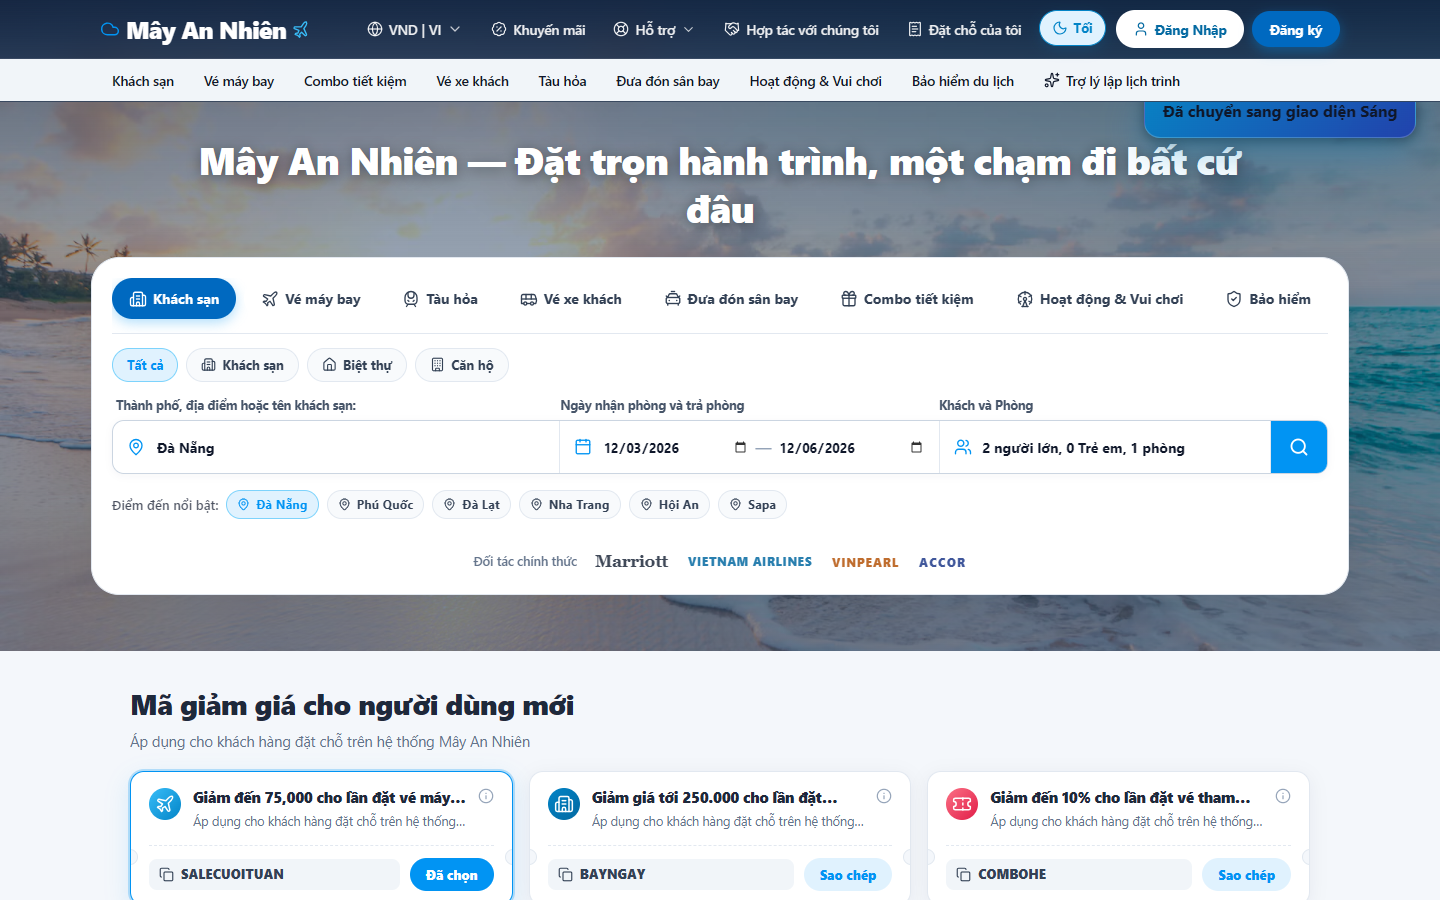 Mây An Nhiên
VND | VI
Khuyến mãi
Hỗ trợ
Hợp tác với chúng tôi
Đặt chỗ của tôi
Tối
Đăng Nhập
Đăng ký
Khách sạn
Vé máy bay
Combo tiết kiệm
Vé xe khách
Tàu hỏa
Đưa đón sân bay
Hoạt động & Vui chơi
Bảo hiểm du lịch
Trợ lý lập lịch trình
Đã chuyển sang giao diện Sáng
Mây An Nhiên — Đặt trọn hành trình, một chạm đi bất cứ
đâu
Khách sạn
Vé máy bay
Tàu hỏa
Vé xe khách
Đưa đón sân bay
Combo tiết kiệm
Hoạt động & Vui chơi
Bảo hiểm
Tất cả
Khách sạn
Biệt thự
Căn hộ
Thành phố, địa điểm hoặc tên khách sạn:
Ngày nhận phòng và trả phòng
Khách và Phòng
Đà Nẵng
12/03/2026 — 12/06/2026
2 người lớn, 0 Trẻ em, 1 phòng
Điểm đến nổi bật:
Đà Nẵng
Phú Quốc
Đà Lạt
Nha Trang
Hội An
Sapa
Đối tác chính thức
Marriott
VIETNAM AIRLINES
VINPEARL
ACCOR
Mã giảm giá cho người dùng mới
Áp dụng cho khách hàng đặt chỗ trên hệ thống Mây An Nhiên
Giảm đến 75,000 cho lần đặt vé máy...
Áp dụng cho khách hàng đặt chỗ trên hệ thống...
SALECUOITUAN
Đã chọn
Giảm giá tới 250.000 cho lần đặt...
Áp dụng cho khách hàng đặt chỗ trên hệ thống...
BAYNGAY
Sao chép
Giảm đến 10% cho lần đặt vé tham...
Áp dụng cho khách hàng đặt chỗ trên hệ thống...
COMBOHE
Sao chép